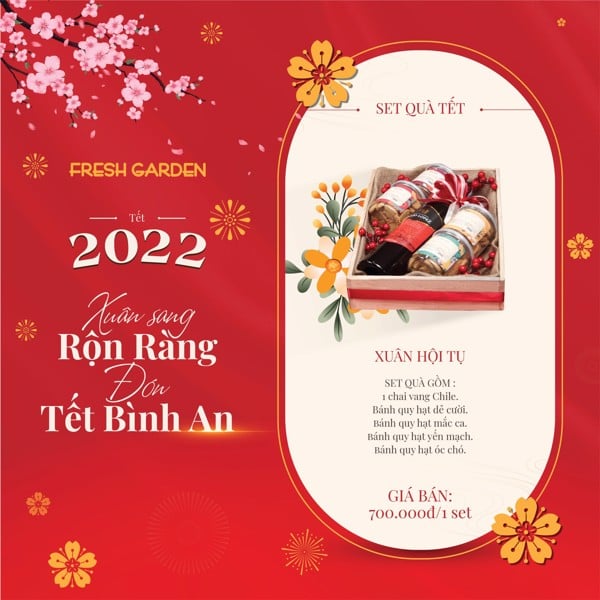 FRESH GARDEN
Tết
2022
Xuân sang
Rộn Ràng
Đón
Tết Bình An
SET QUÀ TẾT
XUÂN HỘI TỤ
SET QUÀ GỒM :
1 chai vang Chile.
Bánh quy hạt dẻ cười.
Bánh quy hạt mắc ca.
Bánh quy hạt yến mạch.
Bánh quy hạt óc chó.
GIÁ BÁN:
700.000đ/1 set